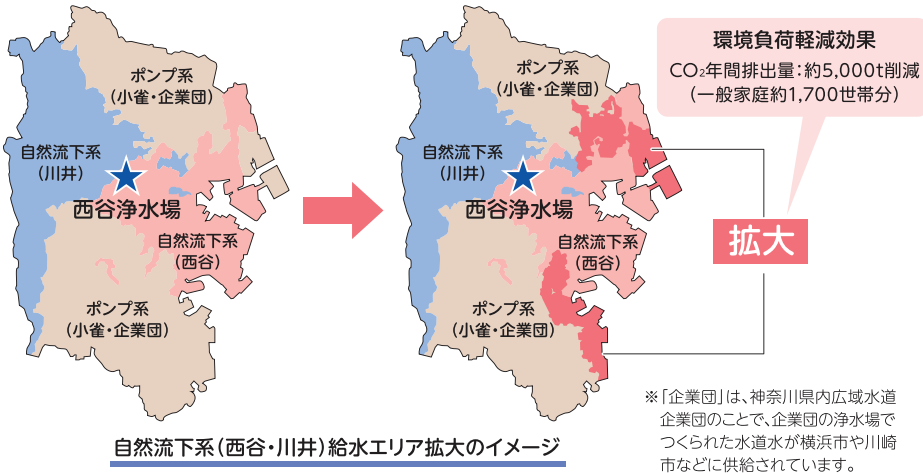 ポンプ系
(小雀・企業団)
自然流下系
(川井)
西谷浄水場
自然流下系
(西谷)
ポンプ系
(小雀・企業団)
ポンプ系
(小雀・企業団)
自然流下系
(川井)
西谷浄水場
自然流下系
(西谷)
ポンプ系
(小雀・企業団)
環境負荷軽減効果
CO₂年間排出量:約5,000t削減
(一般家庭約1,700世帯分)
拡大
※「企業団」は、神奈川県内広域水道
企業団のことで、企業団の浄水場で
つくられた水道水が横浜市や川崎
市などに供給されています。
自然流下系(西谷・川井)給水エリア拡大のイメージ